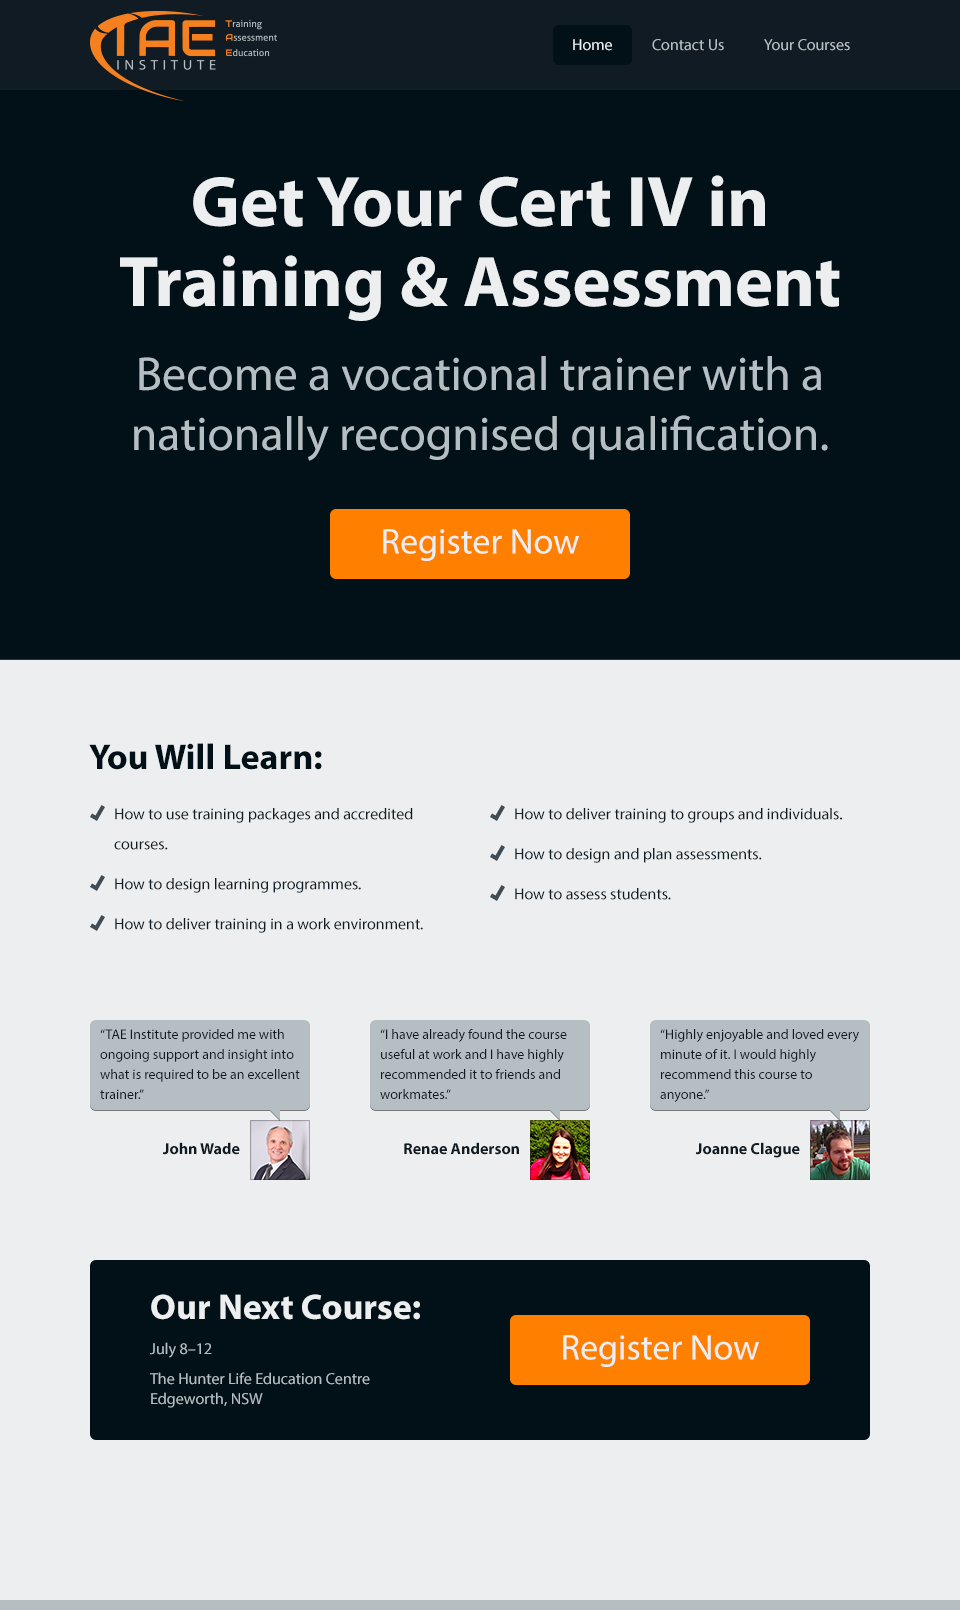 TAE
INSTITUTE
Training
Assessment
Education
Home
Contact Us
Your Courses
Get Your Cert IV in
Training & Assessment
Become a vocational trainer with a
nationally recognised qualification.
Register Now
You Will Learn:
How to use training packages and accredited
courses.
How to design learning programmes.
How to deliver training in a work environment.
How to deliver training to groups and individuals.
How to design and plan assessments.
How to assess students.
“TAE Institute provided me with
ongoing support and insight into
what is required to be an excellent
trainer.”
John Wade
“I have already found the course
useful at work and I have highly
recommended it to friends and
workmates.”
Renae Anderson
“Highly enjoyable and loved every
minute of it. I would highly
recommend this course to
anyone.”
Joanne Clague
Our Next Course:
July 8–12
The Hunter Life Education Centre
Edgeworth, NSW
Register Now